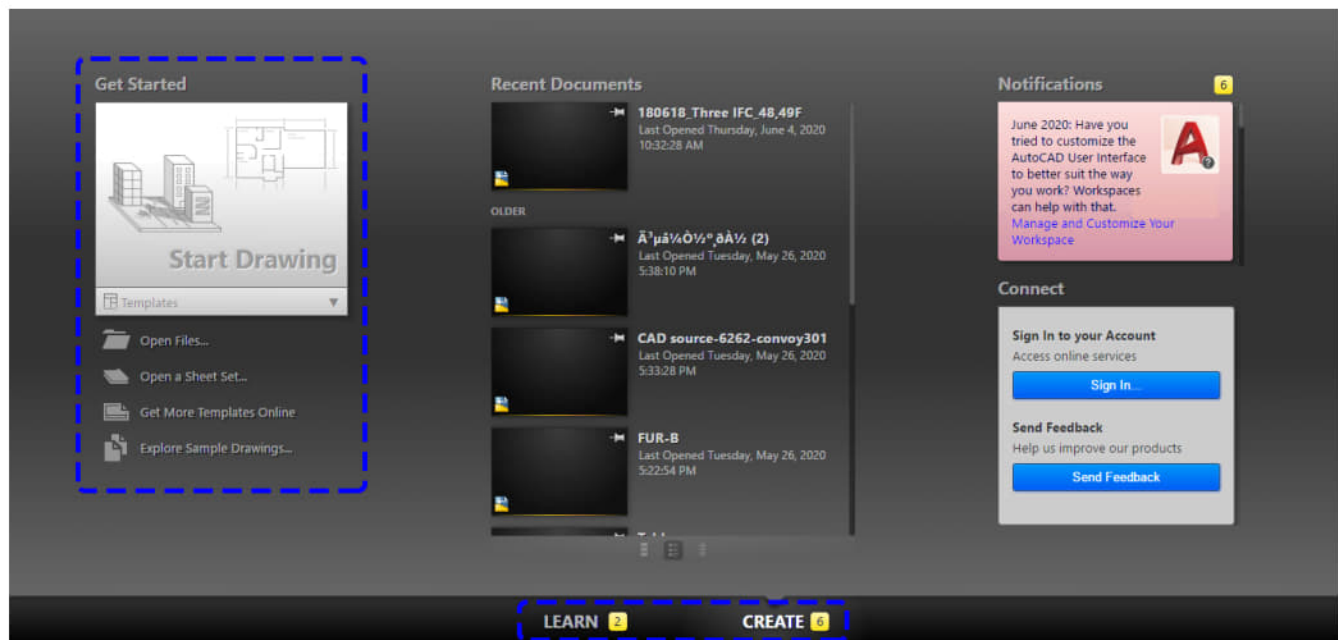 Get Started
Start Drawing
Templates
Open Files...
Open a Sheet Set...
Get More Templates Online
Explore Sample Drawings...
Recent Documents
180618_Three IFC_48,49F
Last Opened Thursday, June 4, 2020
10:32:28 AM
OLDER
Ã³µå¼Ò½º¸ðÀ½ (2)
Last Opened Tuesday, May 26, 2020
5:38:10 PM
CAD source-6262-convoy301
Last Opened Tuesday, May 26, 2020
5:33:28 PM
FUR-B
Last Opened Tuesday, May 26, 2020
5:22:54 PM
Notifications 6
June 2020: Have you
tried to customize the
AutoCAD User Interface
to better suit the way
you work? Workspaces
can help with that.
Manage and Customize Your
Workspace
Connect
Sign In to your Account
Access online services
Sign In...
Send Feedback
Help us improve our products
Send Feedback
LEARN 2 CREATE 6